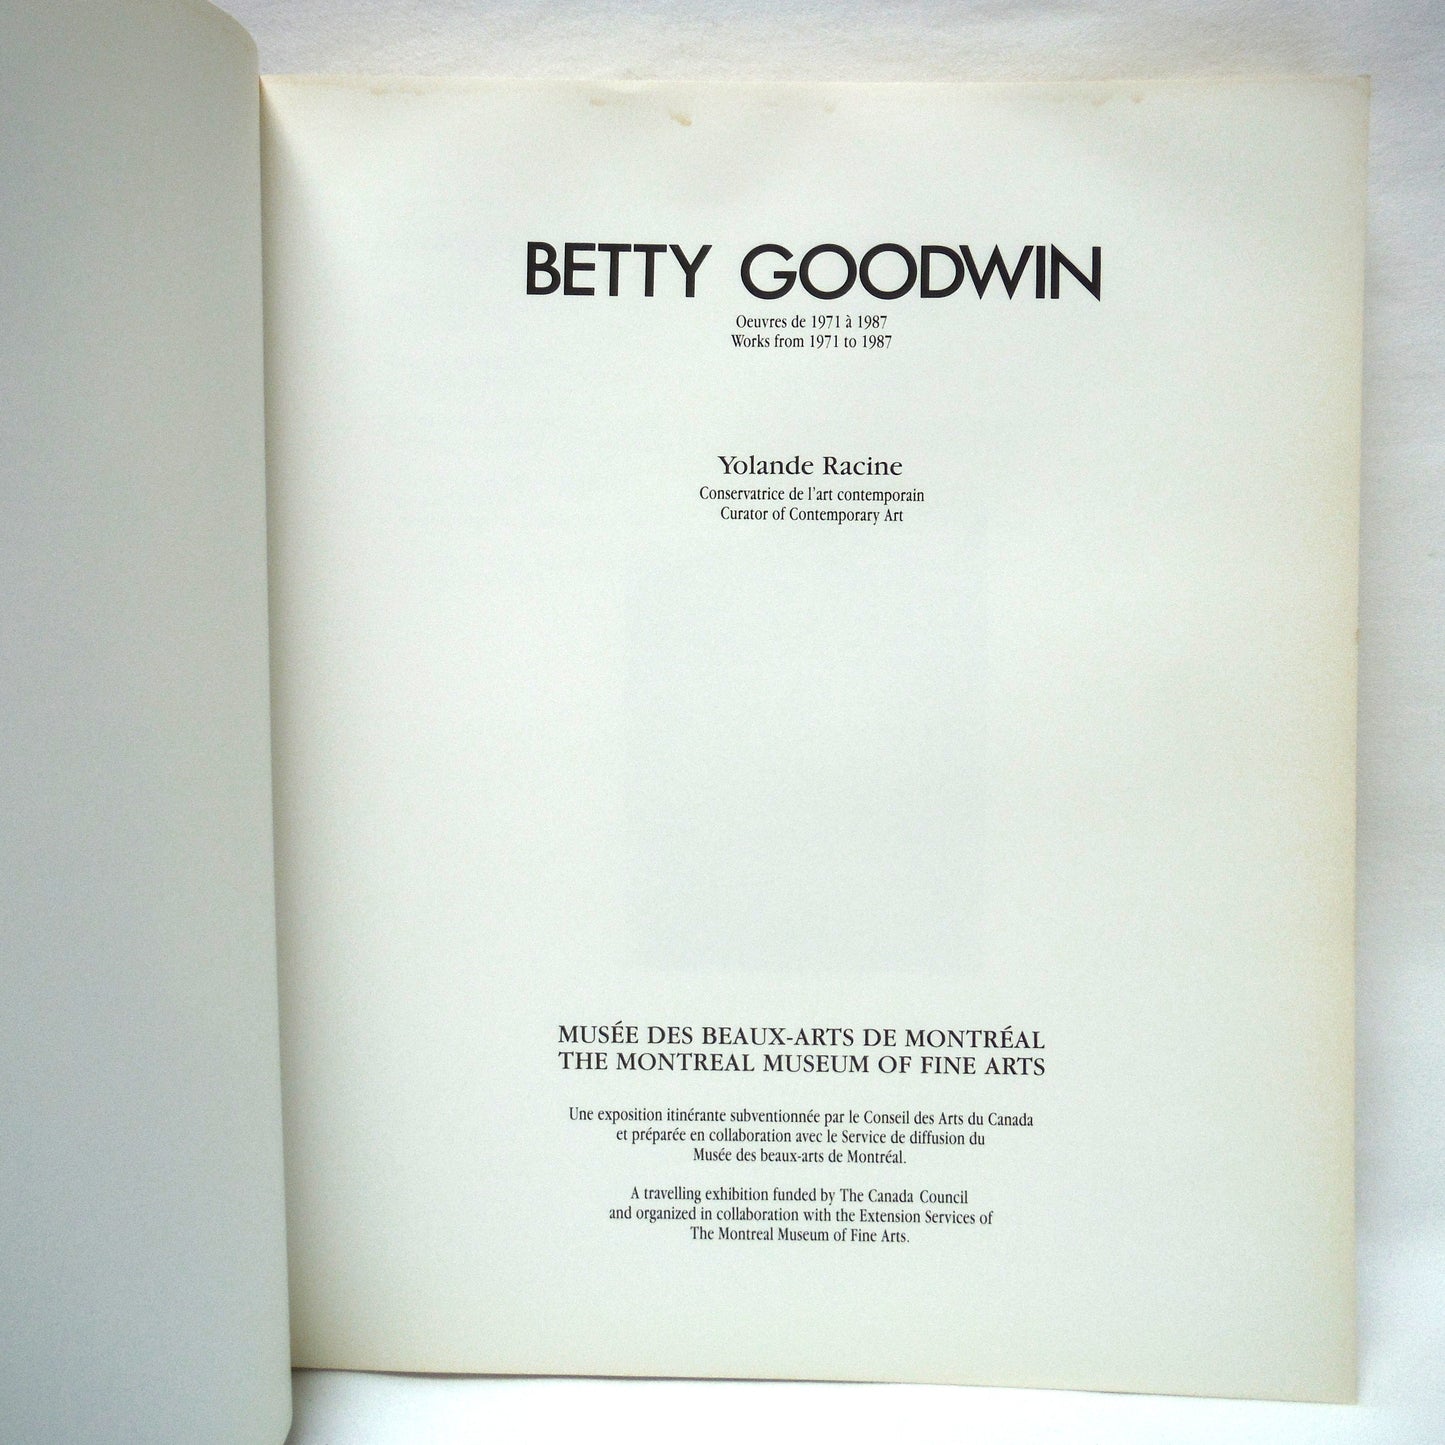 BETTY GOODWIN
Oeuvres de 1971 à 1987
Works from 1971 to 1987
Yolande Racine
Conservatrice de l'art contemporain
Curator of Contemporary Art
MUSÉE DES BEAUX-ARTS DE MONTRÉAL
THE MONTREAL MUSEUM OF FINE ARTS
Une exposition itinérante subventionnée par le Conseil des Arts du Canada
et préparée en collaboration avec le Service de diffusion du
Musée des beaux-arts de Montréal.
A travelling exhibition funded by The Canada Council
and organized in collaboration with the Extension Services of
The Montreal Museum of Fine Arts.